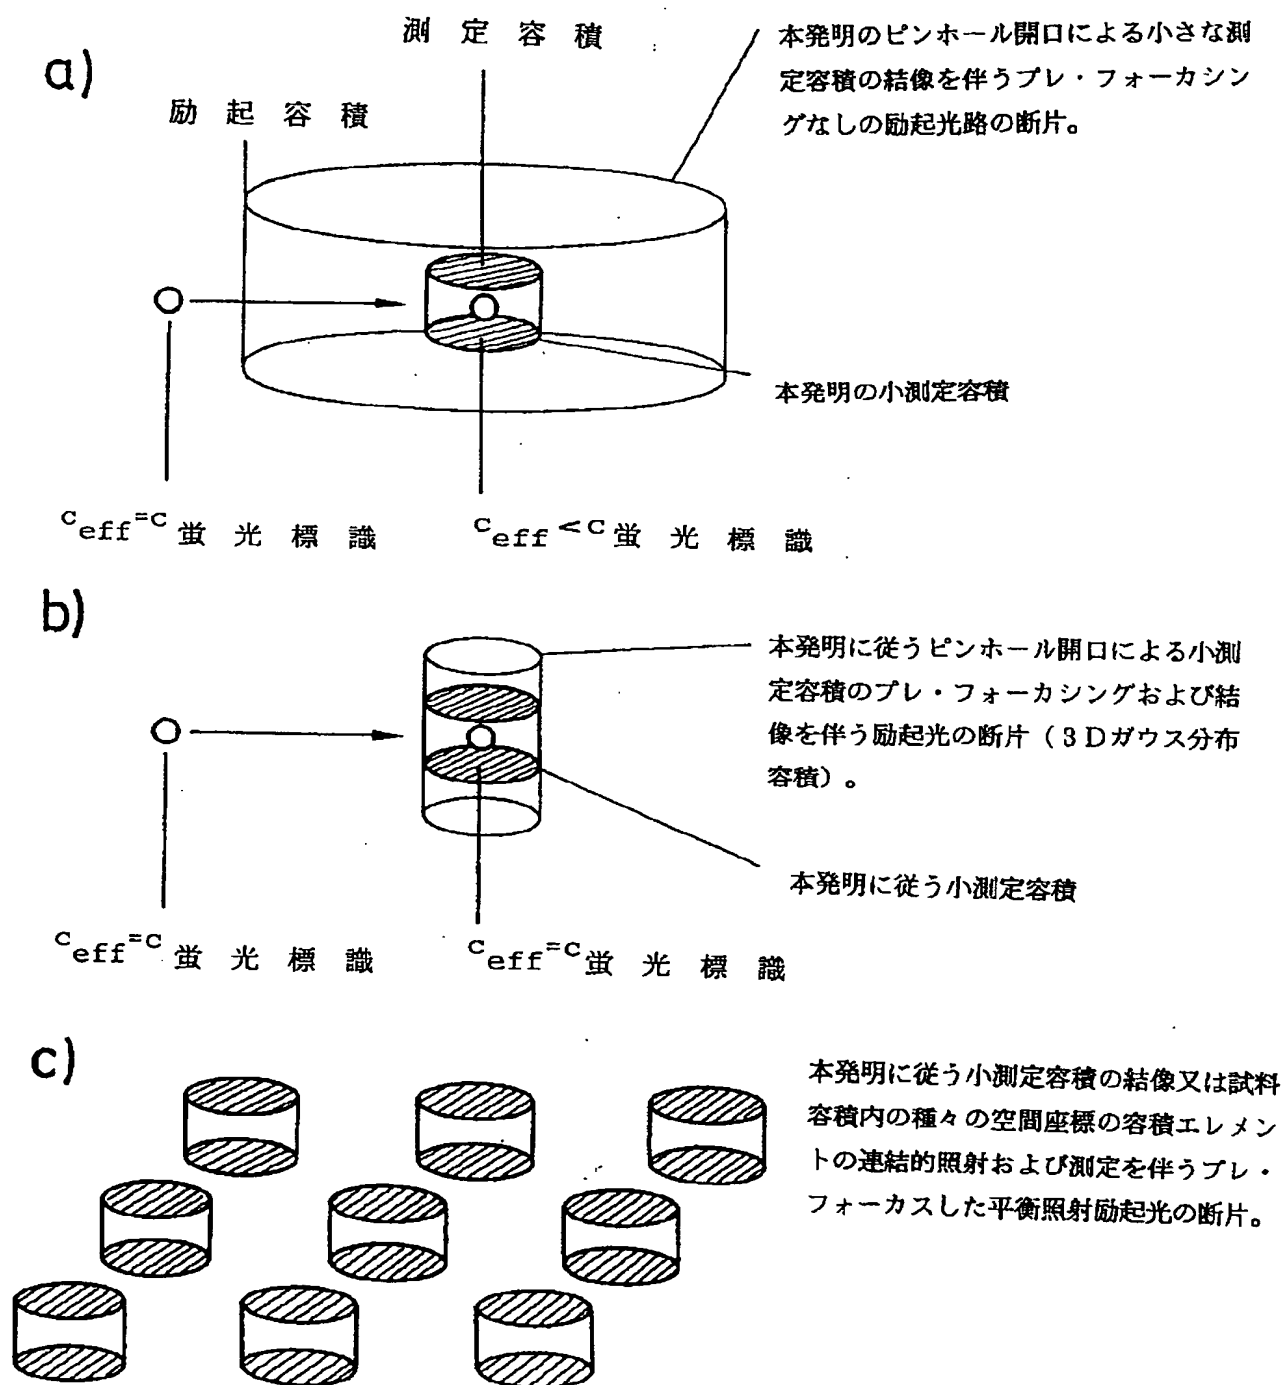 測定容積
本発明のピンホール開口による小さな測
定容積の結像を伴うプレ・フォーカシン
グなしの励起光路の断片。
a)
励起容積
本発明の小測定容積
ceff=c蛍光標識
ceff<c蛍光標識
b)
本発明に従うピンホール開口による小測
定容積のプレ・フォーカシングおよび結
像を伴う励起光の断片（3Dガウス分布
容積）。
本発明に従う小測定容積
ceff=c蛍光標識
ceff=c蛍光標識
c)
本発明に従う小測定容積の結像又は試料
容積内の種々の空間座標の容積エレメン
トの連結的照射および測定を伴うプレ・
フォーカスした平衡照射励起光の断片。